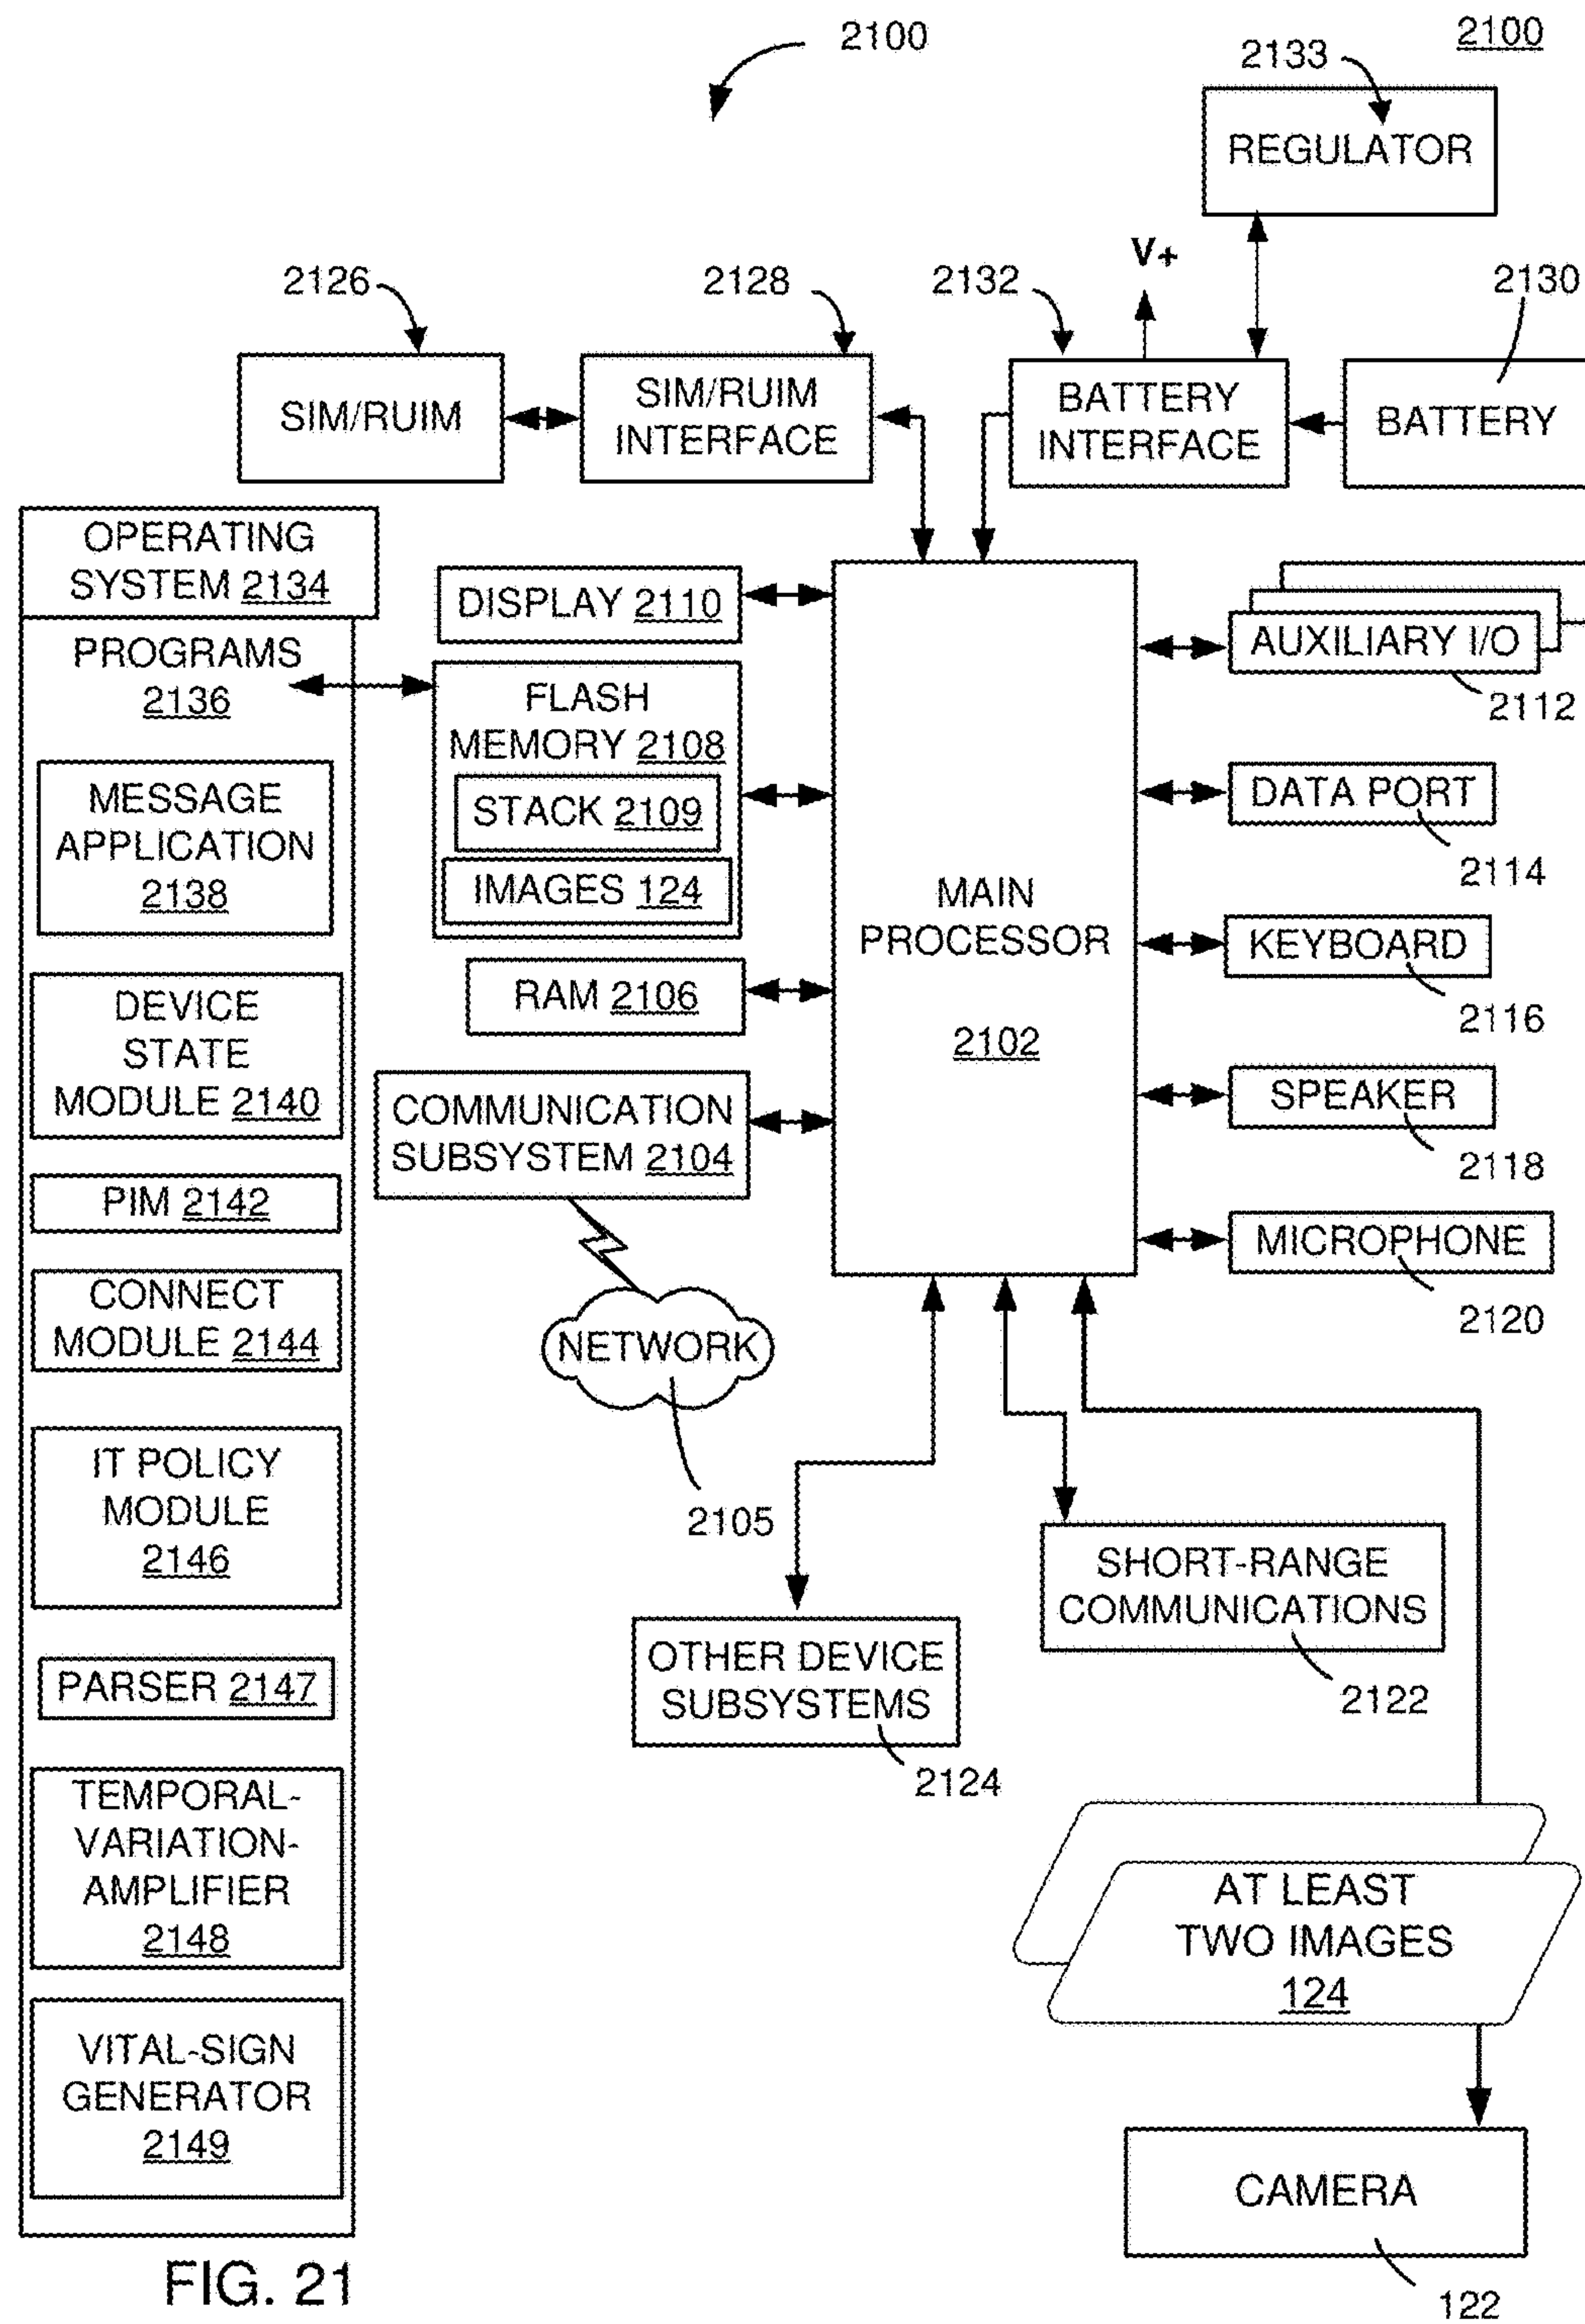 2100
2100
2133
REGULATOR
V+
2126
2128
2132
2130
SIM/RUIM
SIM/RUIM
INTERFACE
BATTERY
INTERFACE
BATTERY
OPERATING
SYSTEM 2134
PROGRAMS
2136
MESSAGE
APPLICATION
2138
DEVICE
STATE
MODULE 2140
PIM 2142
CONNECT
MODULE 2144
IT POLICY
MODULE
2146
PARSER 2147
TEMPORAL-
VARIATION-
AMPLIFIER
2148
VITAL-SIGN
GENERATOR
2149
DISPLAY 2110
FLASH
MEMORY 2108
STACK 2109
IMAGES 124
RAM 2106
COMMUNICATION
SUBSYSTEM 2104
NETWORK
2105
MAIN
PROCESSOR
2102
AUXILIARY I/O
2112
DATA PORT
2114
KEYBOARD
2116
SPEAKER
2118
MICROPHONE
2120
SHORT-RANGE
COMMUNICATIONS
2122
OTHER DEVICE
SUBSYSTEMS
2124
AT LEAST
TWO IMAGES
124
CAMERA
122
FIG. 21